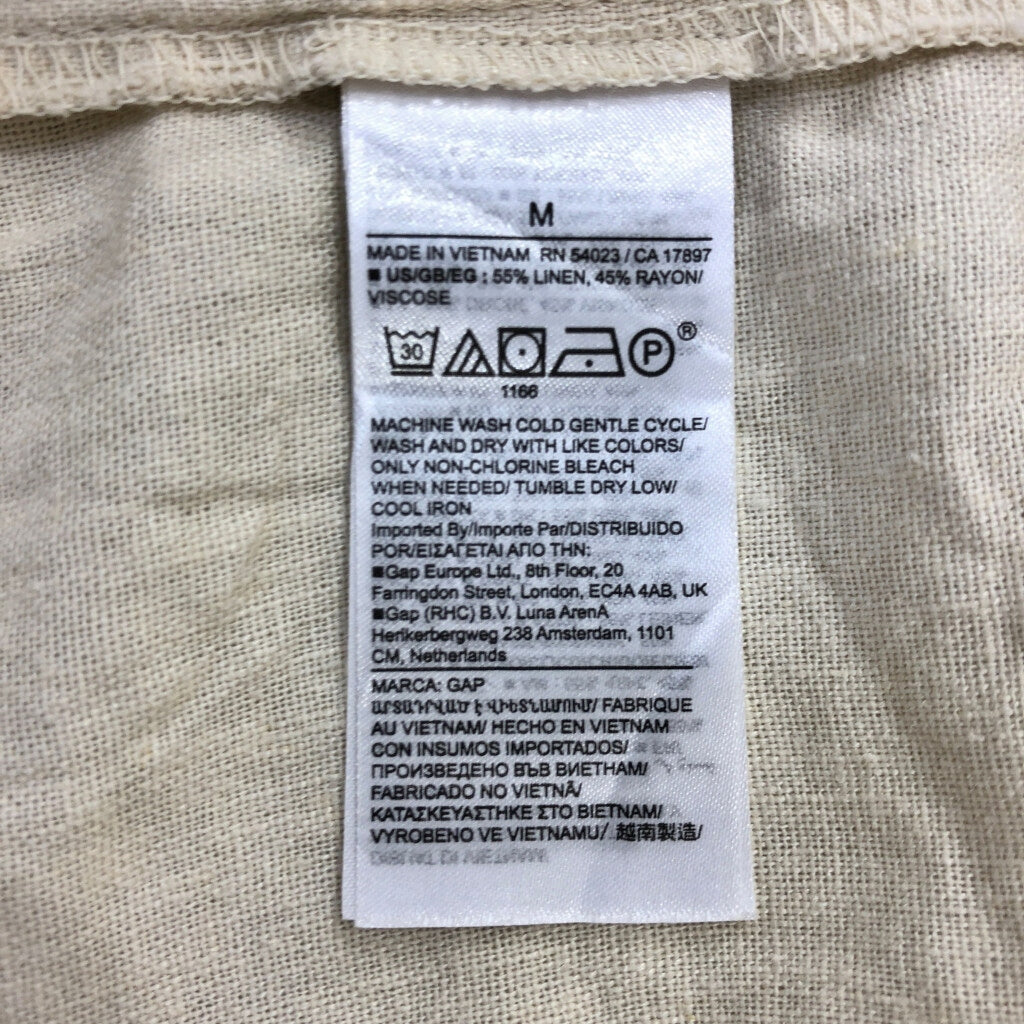 M
MADE IN VIETNAM RN 54023 / CA 17897
■ US/GB/EG : 55% LINEN, 45% RAYON/
VISCOSE
30 P ®
1166
MACHINE WASH COLD GENTLE CYCLE/
WASH AND DRY WITH LIKE COLORS/
ONLY NON-CHLORINE BLEACH
WHEN NEEDED/ TUMBLE DRY LOW/
COOL IRON
Imported By/Importe Par/DISTRIBUIDO
POR/ΕΙΣΑΓΕΤΑΙ ΑΠΟ ΤΗΝ:
■Gap Europe Ltd., 8th Floor, 20
Farringdon Street, London, EC4A 4AB, UK
■Gap (RHC) B.V. Luna ArenA
Herikerbergweg 238 Amsterdam, 1101
CM, Netherlands
MARCA: GAP
ԱՐՏԱԴՐՎԱԾ Է ՎԻԵՏՆԱՄՈՒՄ/ FABRIQUE
AU VIETNAM/ HECHO EN VIETNAM
CON INSUMOS IMPORTADOS/
ПРОИЗВЕДЕНО ВЪВ ВИЕТНАМ/
FABRICADO NO VIETNÃ/
ΚΑΤΑΣΚΕΥΑΣΤΗΚΕ ΣΤΟ ΒΙΕΤΝΑΜ/
VYROBENO VE VIETNAMU/ 越南製造/